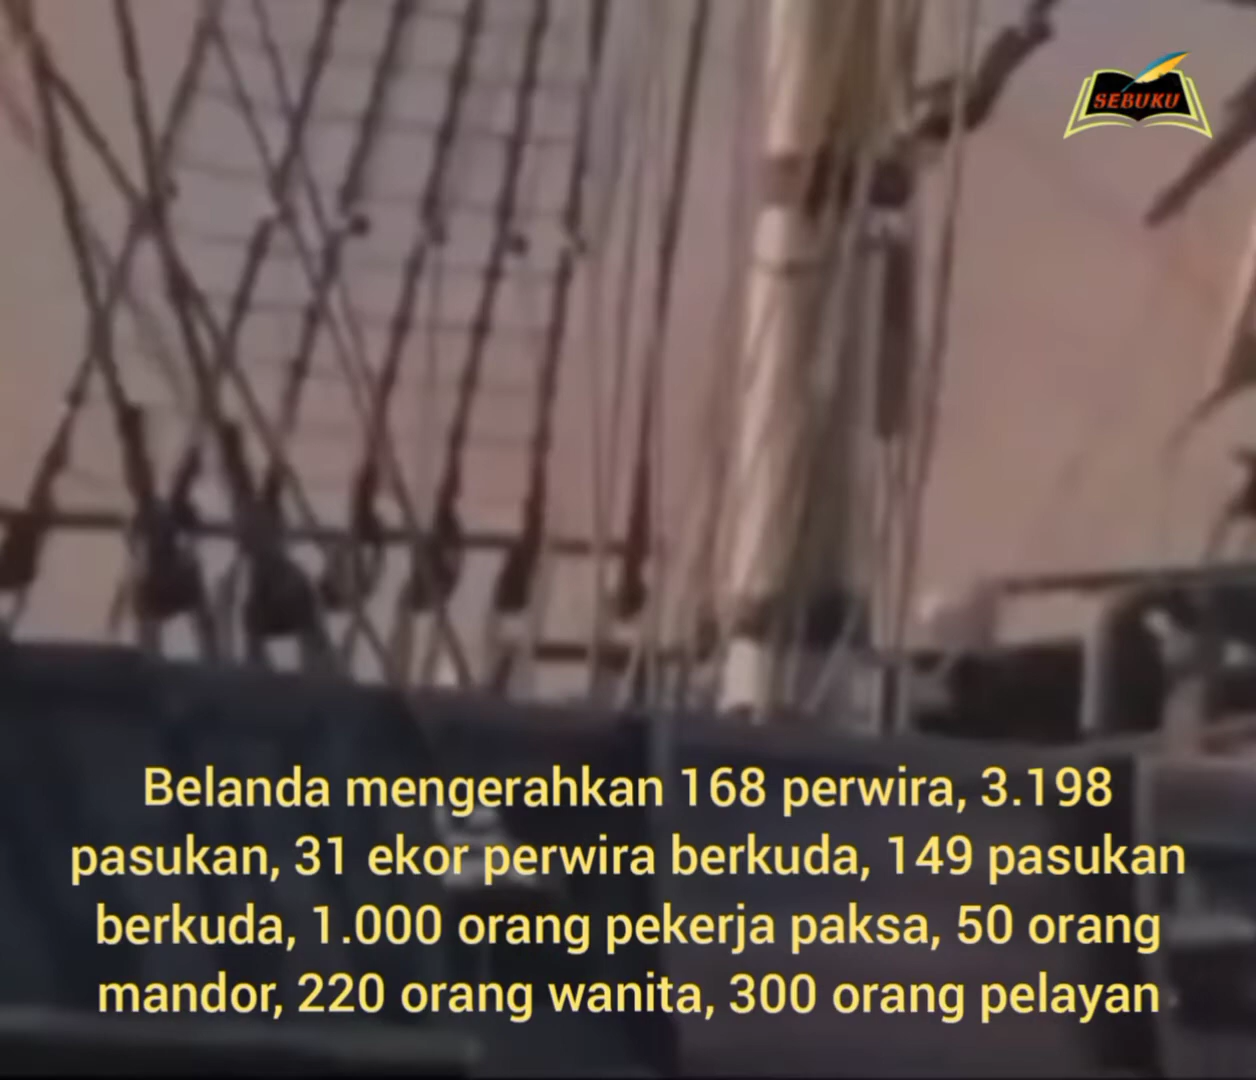 SEBUKU
Belanda mengerahkan 168 perwira, 3.198
pasukan, 31 ekor perwira berkuda, 149 pasukan
berkuda, 1.000 orang pekerja paksa, 50 orang
mandor, 220 orang wanita, 300 orang pelayan